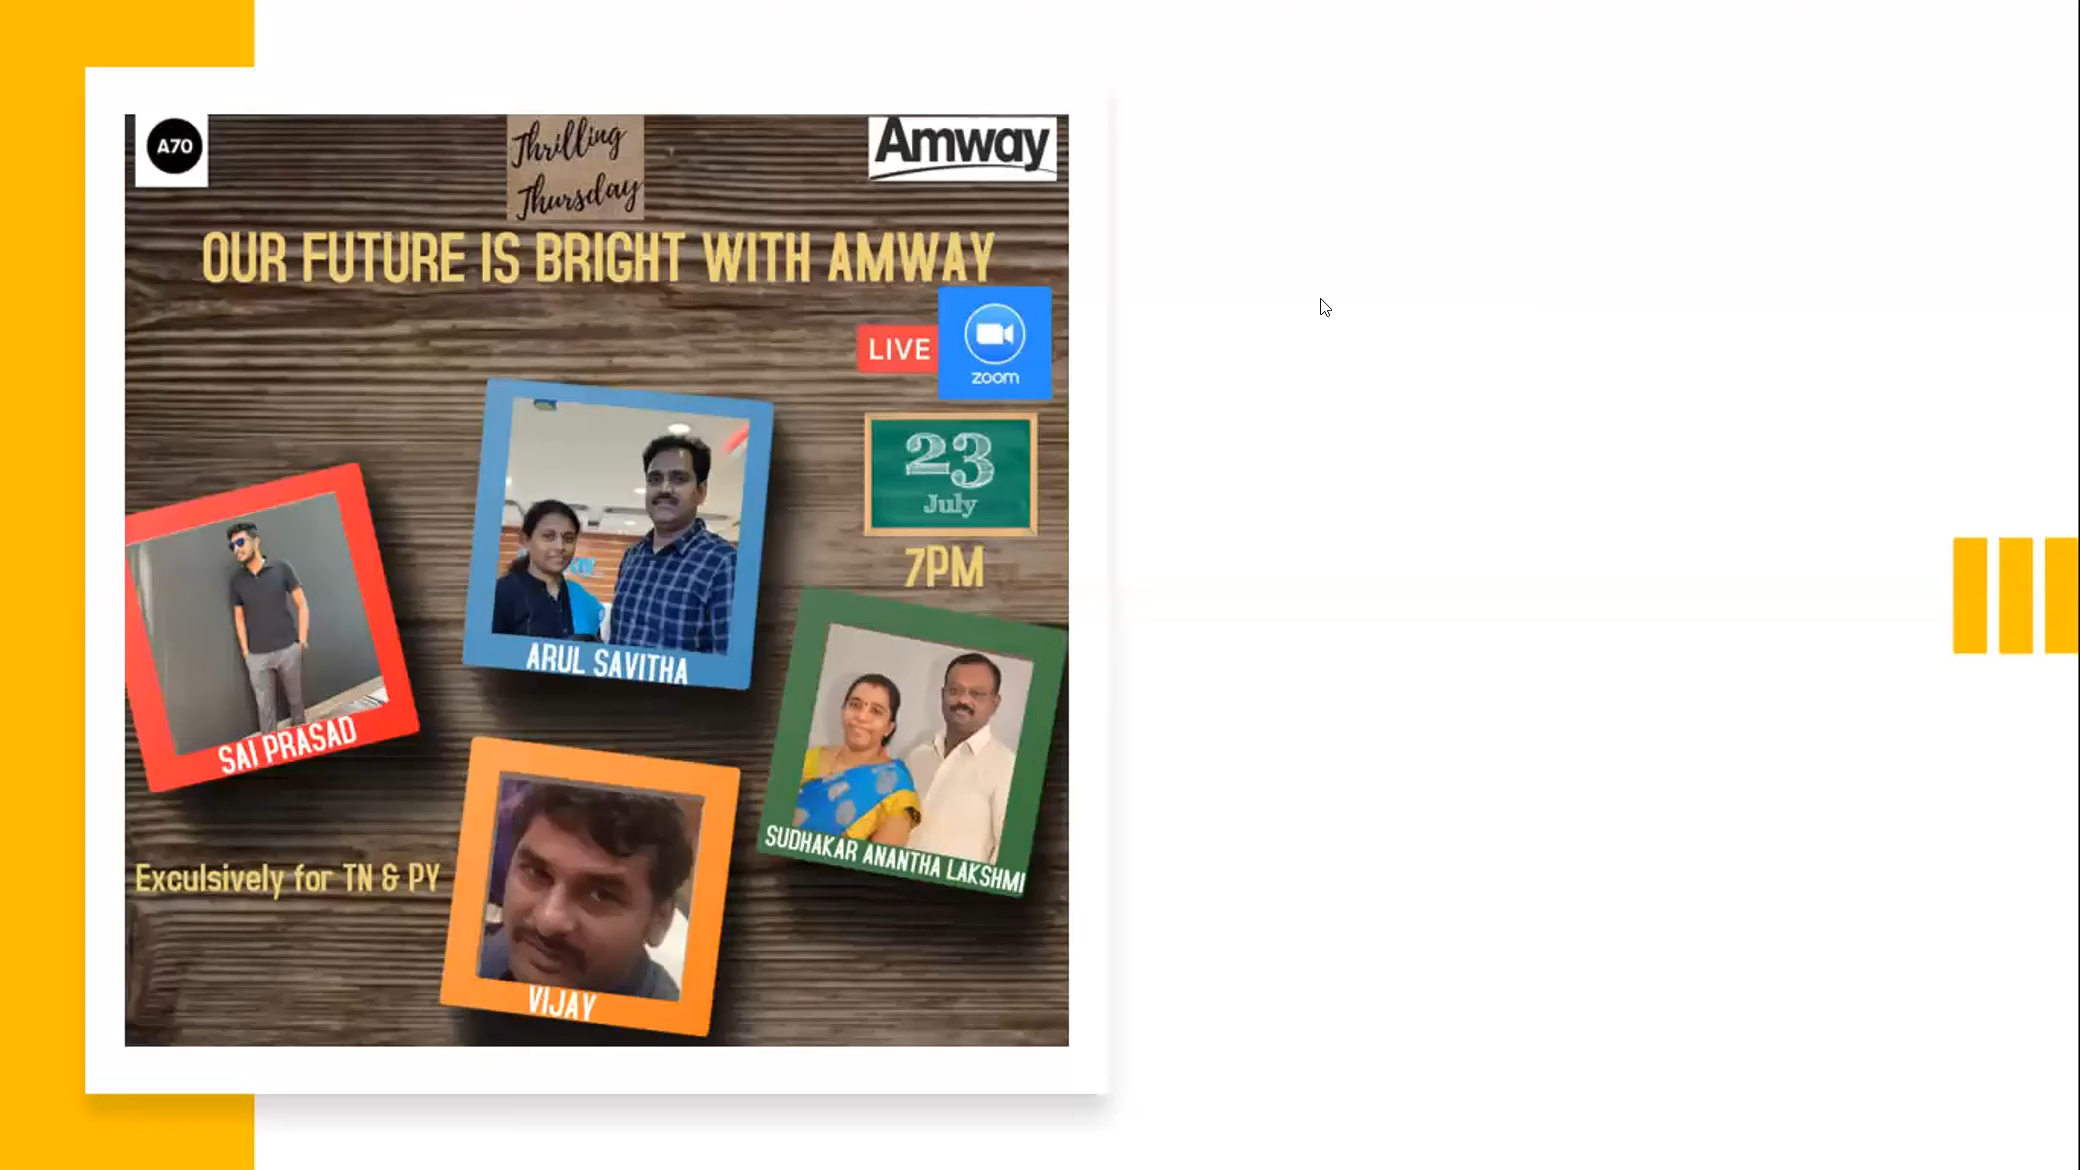 A70
Thrilling
Thursday
Amway
OUR FUTURE IS BRIGHT WITH AMWAY
LIVE
zoom
23
July
7PM
ARUL SAVITHA
SAI PRASAD
SUDHAKAR ANANTHA LAKSHMI
Exculsively for TN & PY
VIJAY